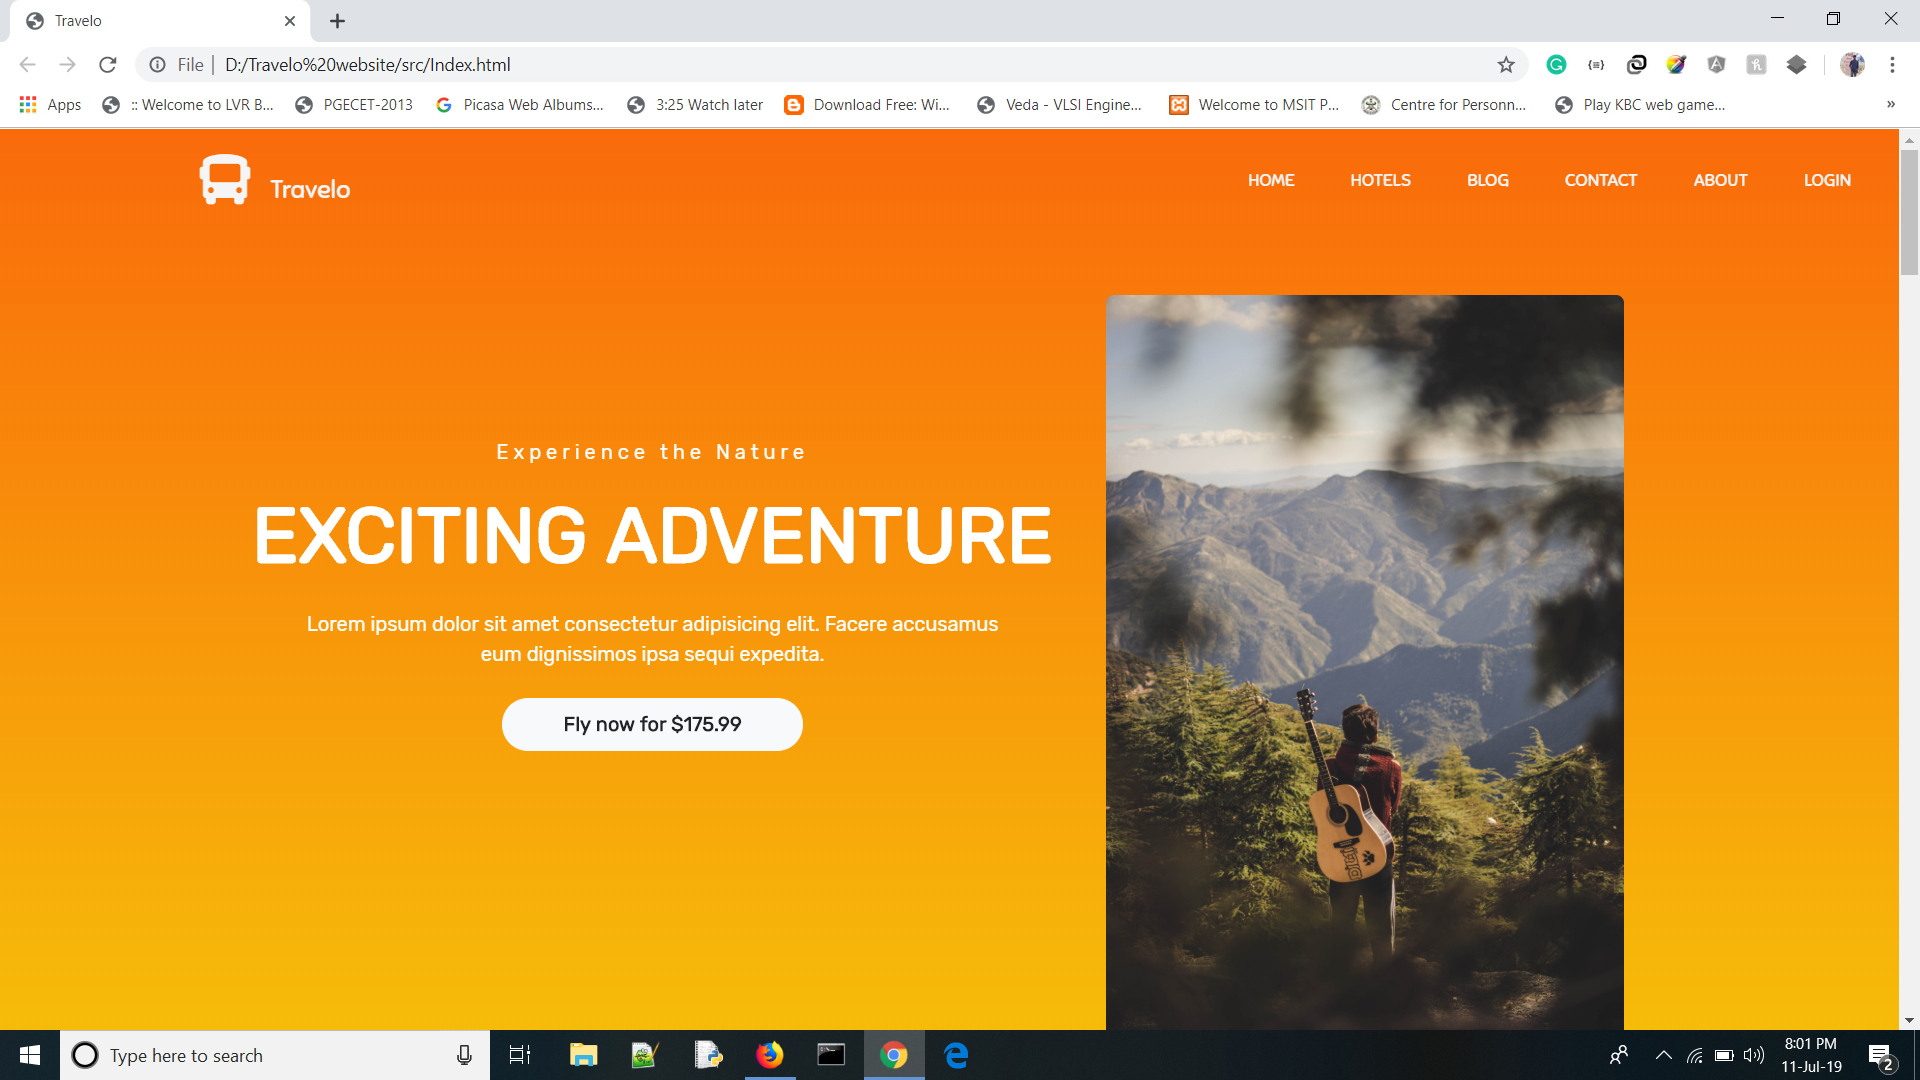 Travelo
File
D:/Travelo%20website/src/Index.html
Apps
:: Welcome to LVR B...
PGECET-2013
Picasa Web Albums...
3:25 Watch later
Download Free: Wi...
Veda - VLSI Engine...
Welcome to MSIT P...
Centre for Personn...
Play KBC web game...
»
Travelo
HOME
HOTELS
BLOG
CONTACT
ABOUT
LOGIN
Experience the Nature
EXCITING ADVENTURE
Lorem ipsum dolor sit amet consectetur adipisicing elit. Facere accusamus
eum dignissimos ipsa sequi expedita.
Fly now for $175.99
Type here to search
8:01 PM
11-Jul-19
2